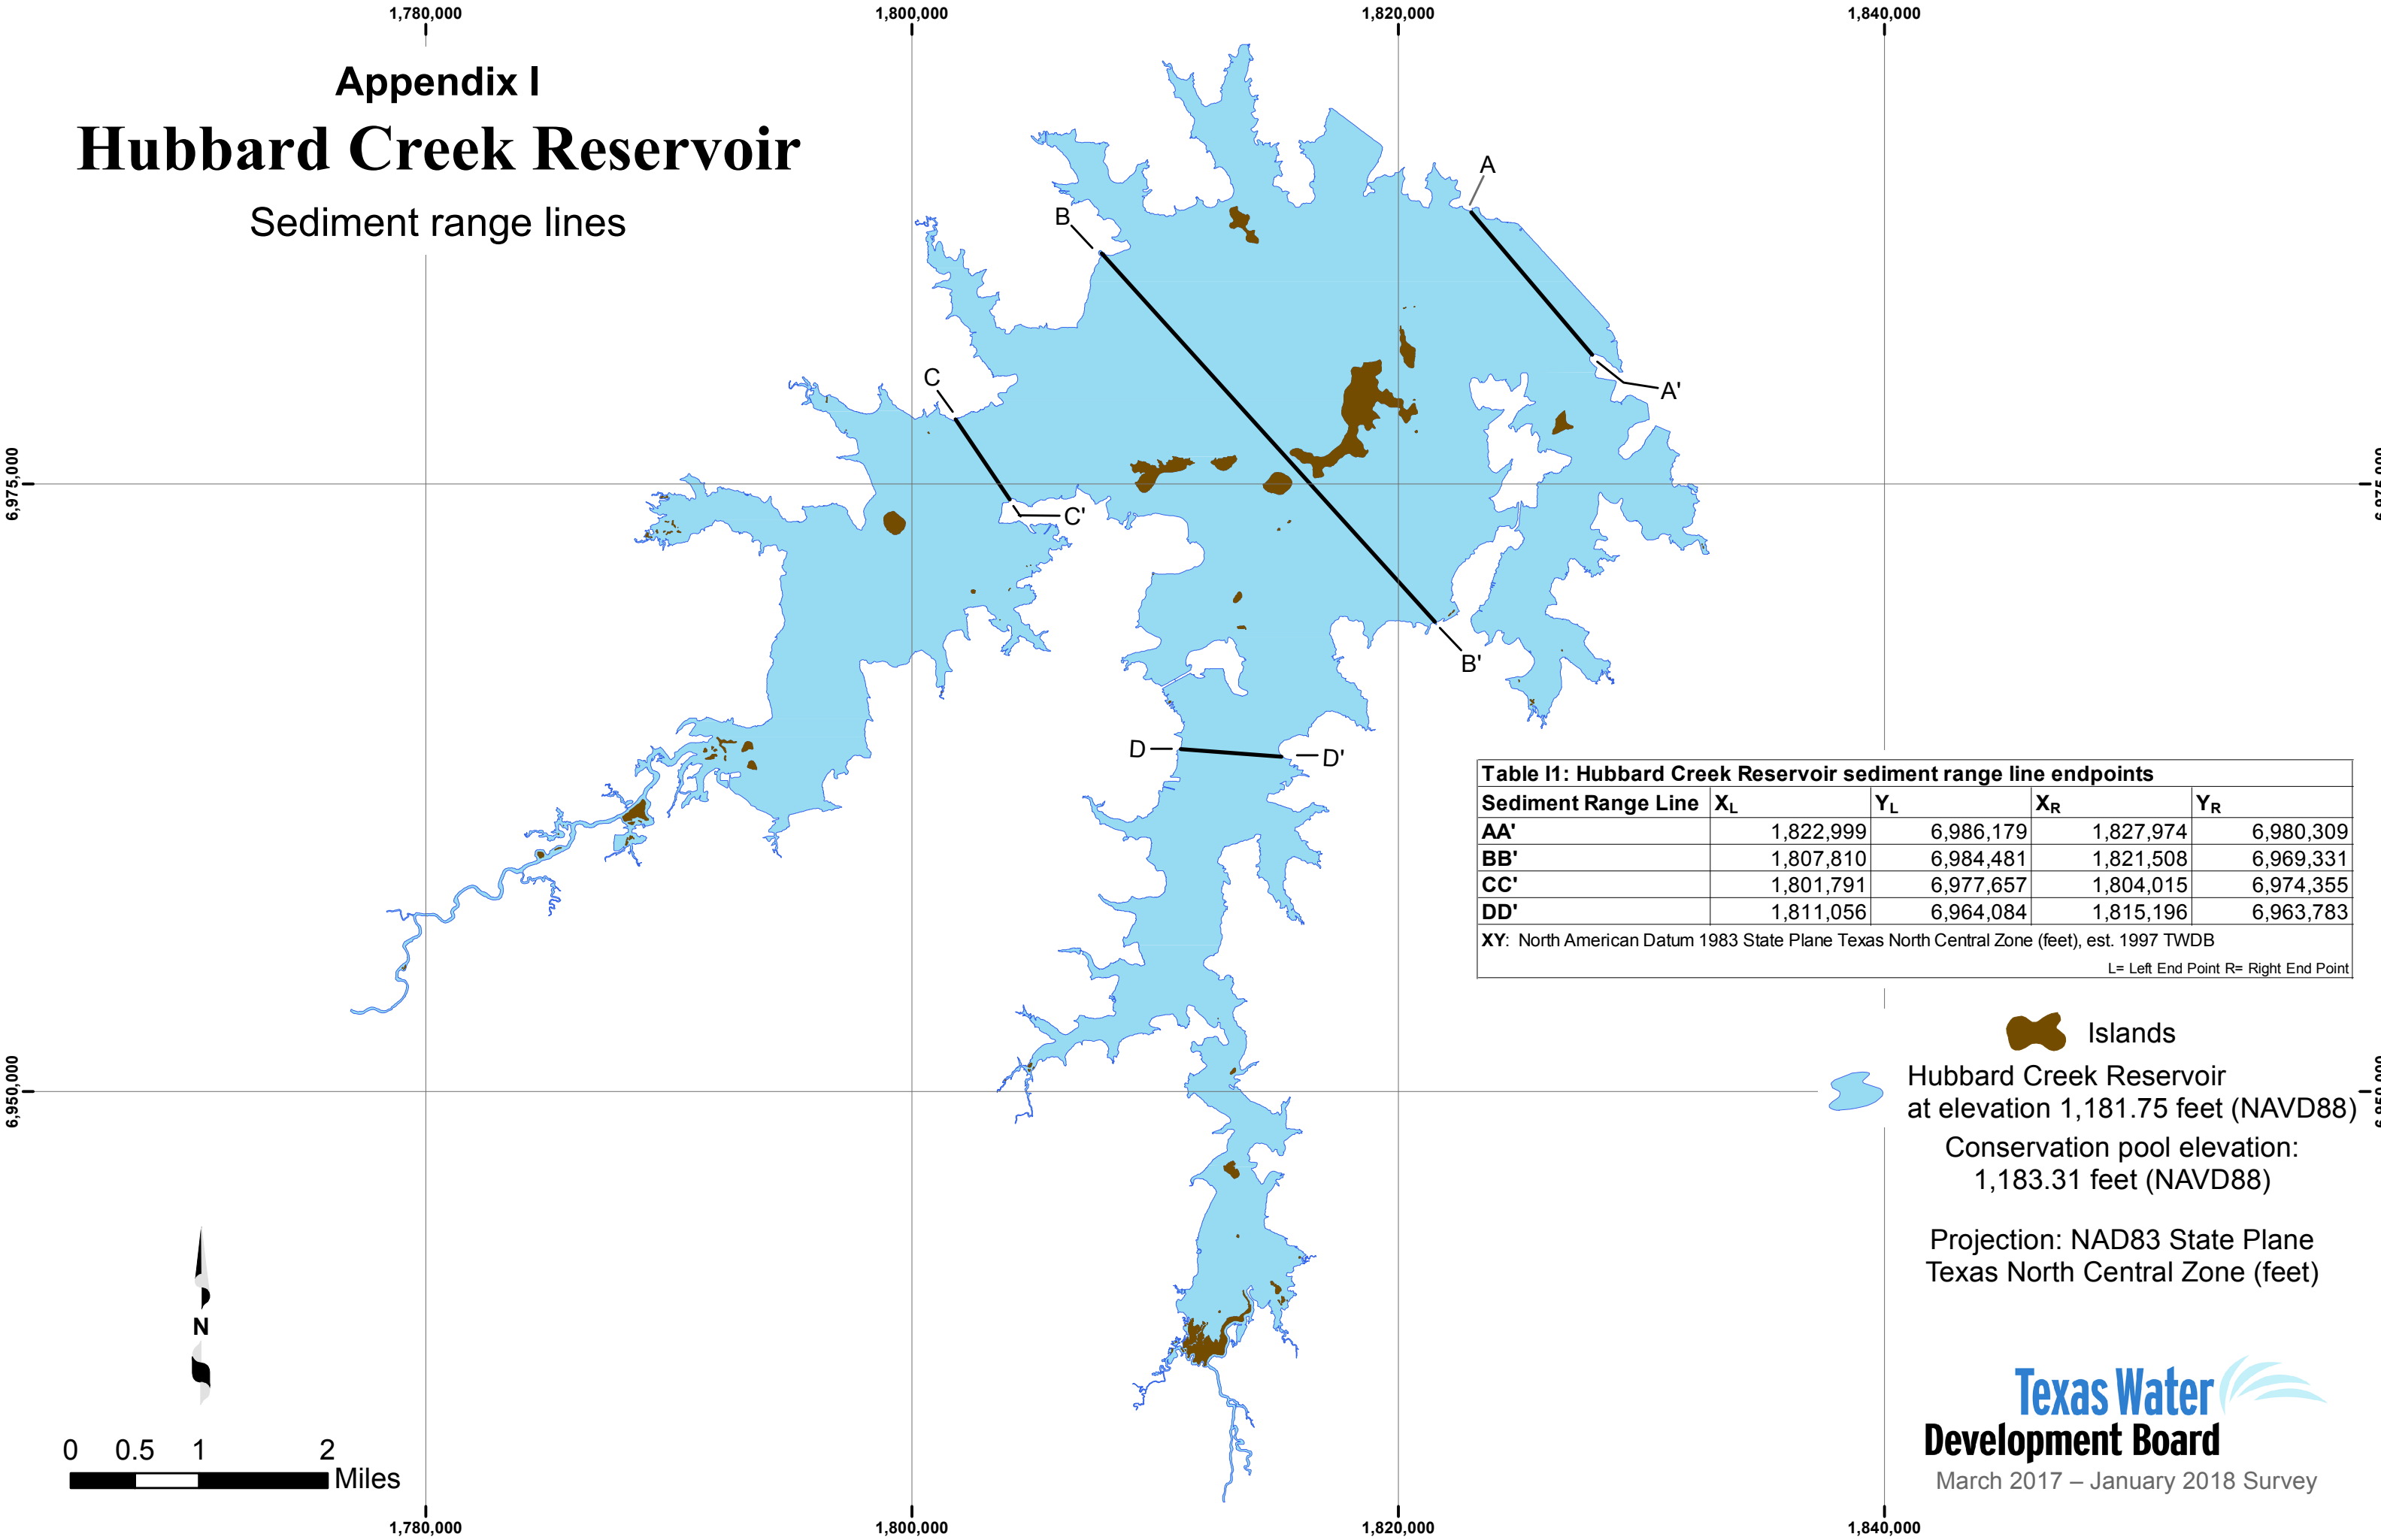 1,780,000 1,800,000 1,820,000 1,840,000
Appendix I
Hubbard Creek Reservoir
Sediment range lines
A
B
C
A'
6,975,000
6,975,000
C'
B'
D
D'
Table I1: Hubbard Creek Reservoir sediment range line endpoints
Sediment Range Line XL YL XR YR
AA' 1,822,999 6,986,179 1,827,974 6,980,309
BB' 1,807,810 6,984,481 1,821,508 6,969,331
CC' 1,801,791 6,977,657 1,804,015 6,974,355
DD' 1,811,056 6,964,084 1,815,196 6,963,783
XY: North American Datum 1983 State Plane Texas North Central Zone (feet), est. 1997 TWDB
L= Left End Point R= Right End Point
Islands
6,950,000
Hubbard Creek Reservoir
at elevation 1,181.75 feet (NAVD88)
Conservation pool elevation:
1,183.31 feet (NAVD88)
Projection: NAD83 State Plane
Texas North Central Zone (feet)
N
0 0.5 1 2
Miles
Texas Water
Development Board
March 2017 – January 2018 Survey
1,780,000 1,800,000 1,820,000 1,840,000